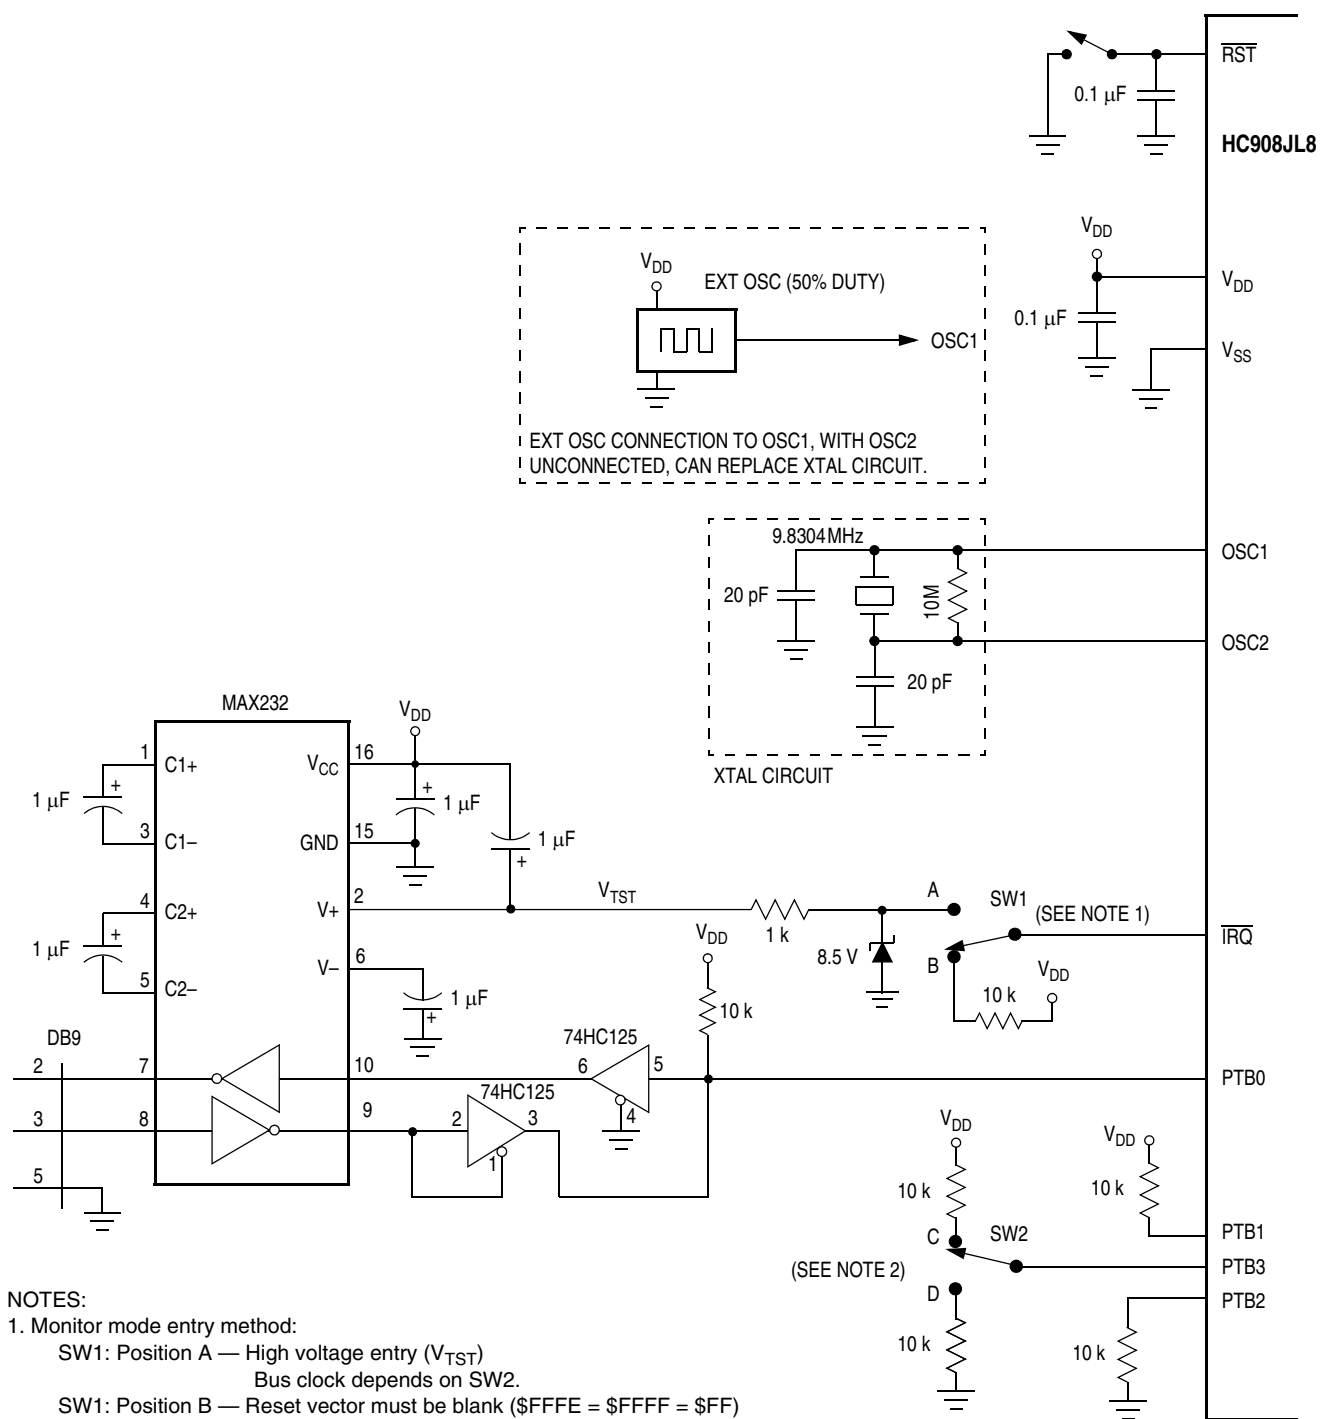 RST
0.1 µF
HC908JL8
VDD
VDD
EXT OSC (50% DUTY)
VDD
0.1 µF
OSC1
VSS
EXT OSC CONNECTION TO OSC1, WITH OSC2
UNCONNECTED, CAN REPLACE XTAL CIRCUIT.
9.8304MHz
OSC1
20 pF
10M
OSC2
20 pF
MAX232
VDD
XTAL CIRCUIT
1
C1+
VCC
16
1 µF
+
+
1 µF
3
C1–
GND
15
1 µF
+
4
C2+
V+
2
VTST
1 k
A
SW1
(SEE NOTE 1)
IRQ
1 µF
+
VDD
8.5 V
B
VDD
V–
6
5
C2–
1 µF
+
10 k
10 k
DB9
74HC125
2
7
10
6
5
PTB0
4
74HC125
3
8
9
2
3
1
5
VDD
VDD
10 k
10 k
C
SW2
PTB1
(SEE NOTE 2)
PTB3
D
PTB2
10 k
10 k
NOTES:
1. Monitor mode entry method:
SW1: Position A — High voltage entry (VTST)
Bus clock depends on SW2.
SW1: Position B — Reset vector must be blank ($FFFE = $FFFF = $FF)